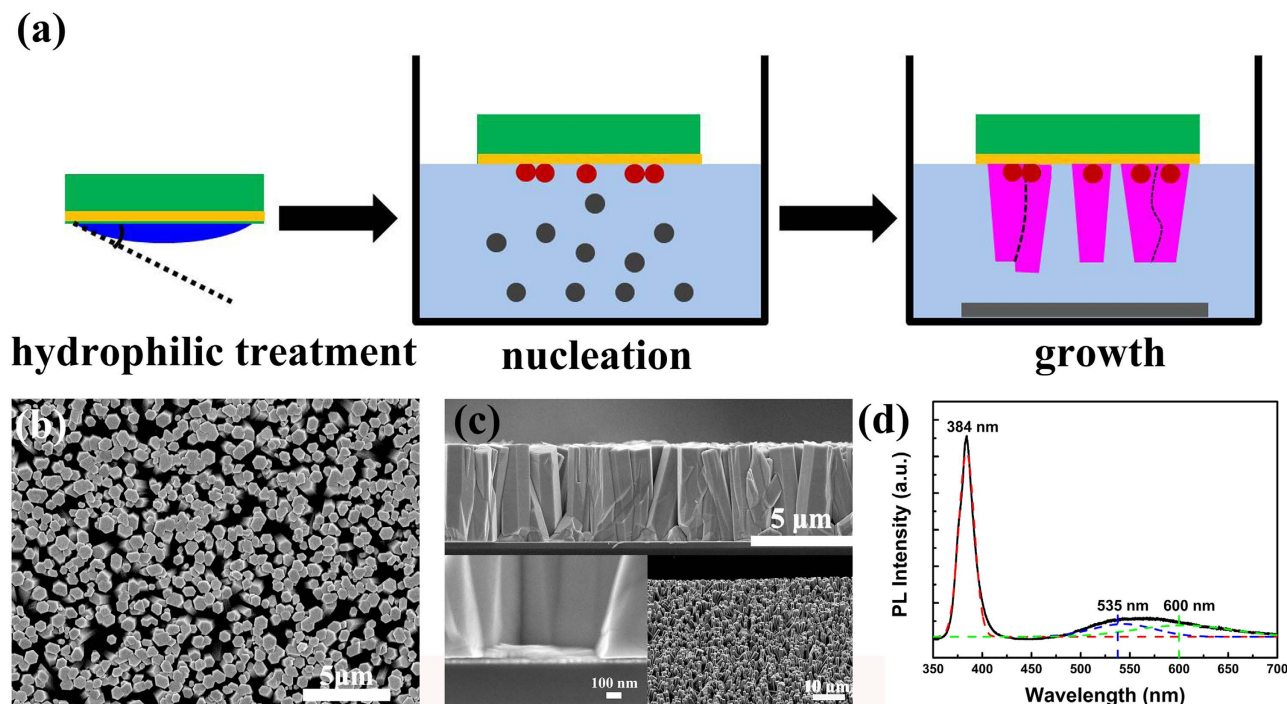 (a)
hydrophilic treatment
nucleation
growth
(b)
5μm
(c)
5 μm
100 nm
10 μm
(d)
384 nm
535 nm
600 nm
PL Intensity (a.u.)
350 400 450 500 550 600 650 700
Wavelength (nm)